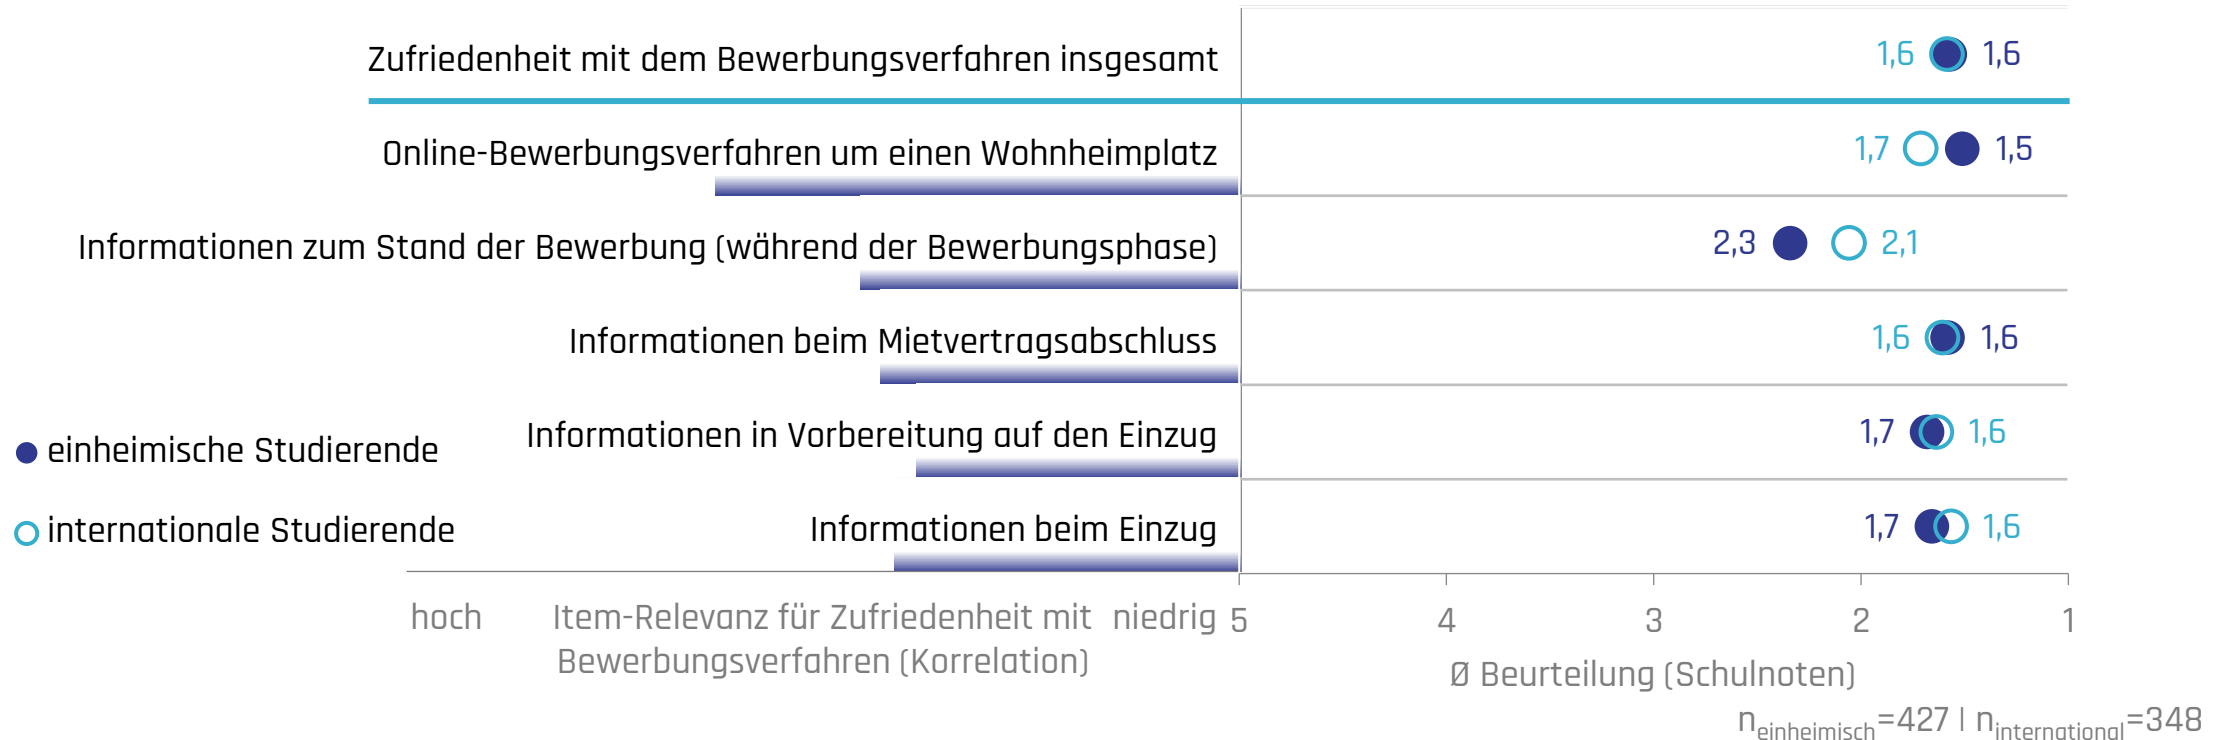 Zufriedenheit mit dem Bewerbungsverfahren insgesamt 1,6 1,6
Online-Bewerbungsverfahren um einen Wohnheimplatz 1,7 1,5
Informationen zum Stand der Bewerbung (während der Bewerbungsphase) 2,3 2,1
Informationen beim Mietvertragsabschluss 1,6 1,6
Informationen in Vorbereitung auf den Einzug 1,7 1,6
einheimische Studierende
Informationen beim Einzug 1,7 1,6
internationale Studierende
hoch Item-Relevanz für Zufriedenheit mit niedrig 5 4 3 2 1
Bewerbungsverfahren (Korrelation)
Ø Beurteilung (Schulnoten)
neinheimisch=427 | ninternational=348